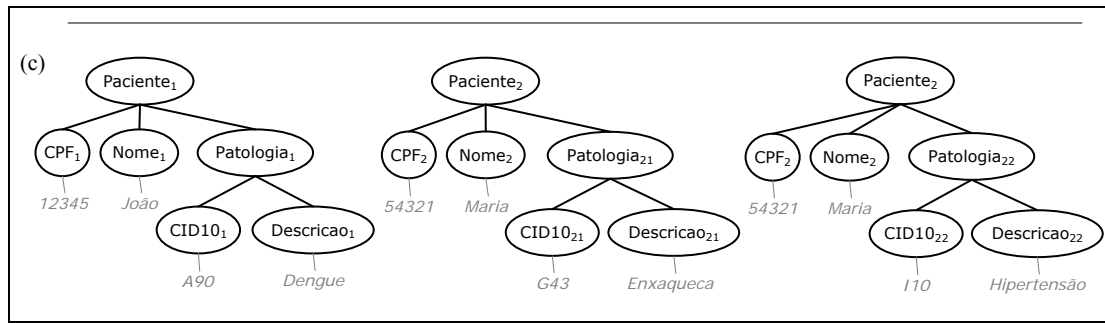 (c)
Paciente₁ Paciente₂ Paciente₂
CPF₁ Nome₁ Patologia₁ CPF₂ Nome₂ Patologia₂₁ CPF₂ Nome₂ Patologia₂₂
12345 João 54321 Maria 54321 Maria
CID10₁ Descricao₁ CID10₂₁ Descricao₂₁ CID10₂₂ Descricao₂₂
A90 Dengue G43 Enxaqueca I10 Hipertensão